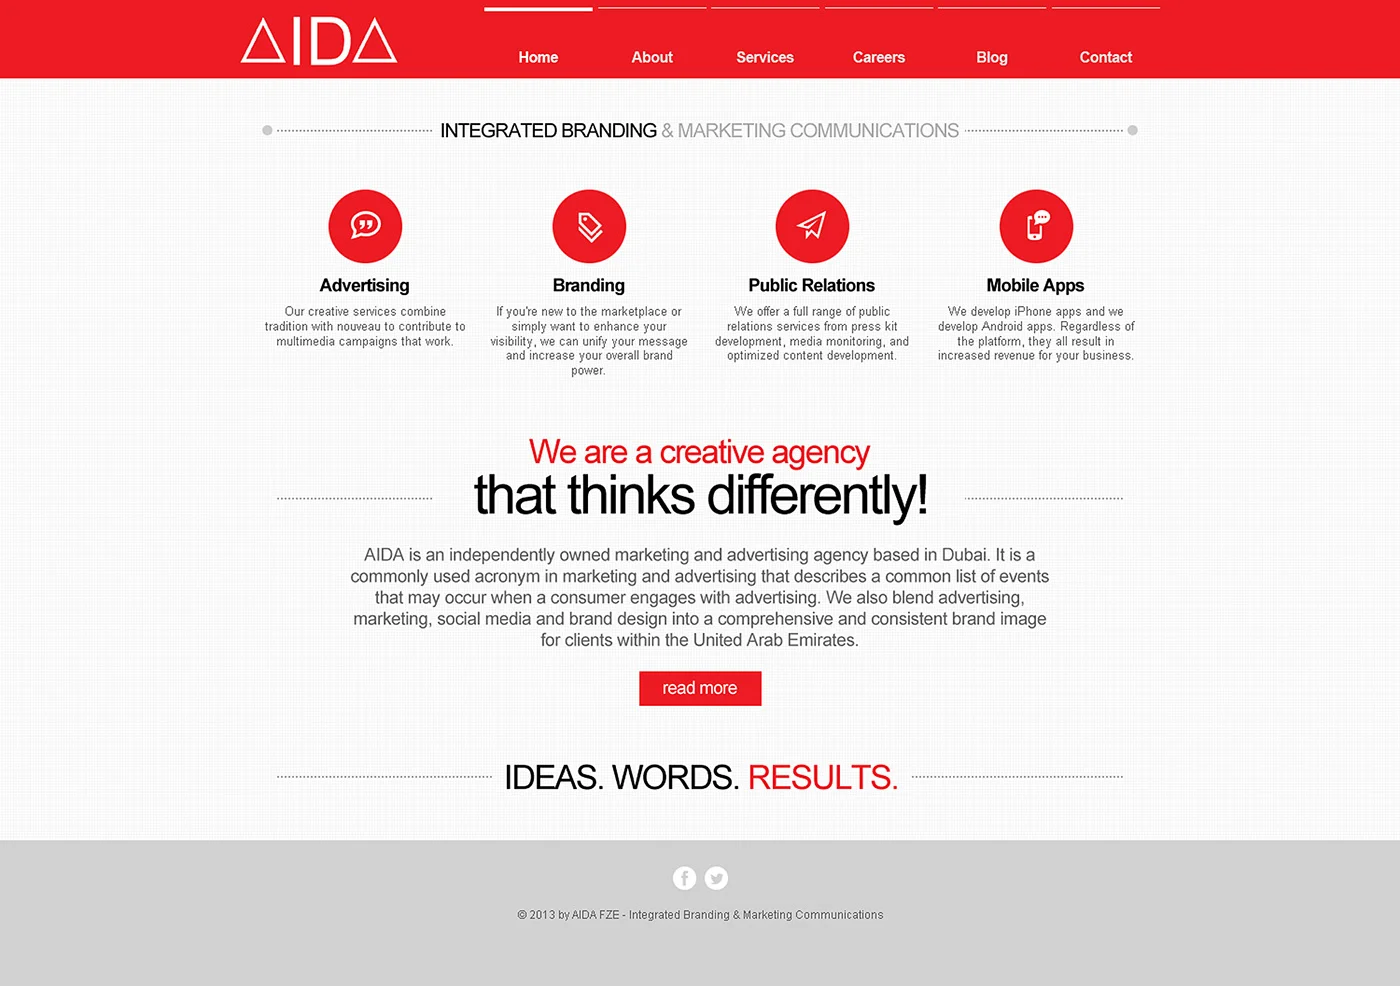 AIDA
Home About Services Careers Blog Contact
INTEGRATED BRANDING & MARKETING COMMUNICATIONS
Advertising
Our creative services combine
tradition with nouveau to contribute to
multimedia campaigns that work.
Branding
If you're new to the marketplace or
simply want to enhance your
visibility, we can unify your message
and increase your overall brand
power.
Public Relations
We offer a full range of public
relations services from press kit
development, media monitoring, and
optimized content development.
Mobile Apps
We develop iPhone apps and we
develop Android apps. Regardless of
the platform, they all result in
increased revenue for your business.
We are a creative agency
that thinks differently!
AIDA is an independently owned marketing and advertising agency based in Dubai. It is a
commonly used acronym in marketing and advertising that describes a common list of events
that may occur when a consumer engages with advertising. We also blend advertising,
marketing, social media and brand design into a comprehensive and consistent brand image
for clients within the United Arab Emirates.
read more
IDEAS. WORDS. RESULTS.
© 2013 by AIDA FZE - Integrated Branding & Marketing Communications